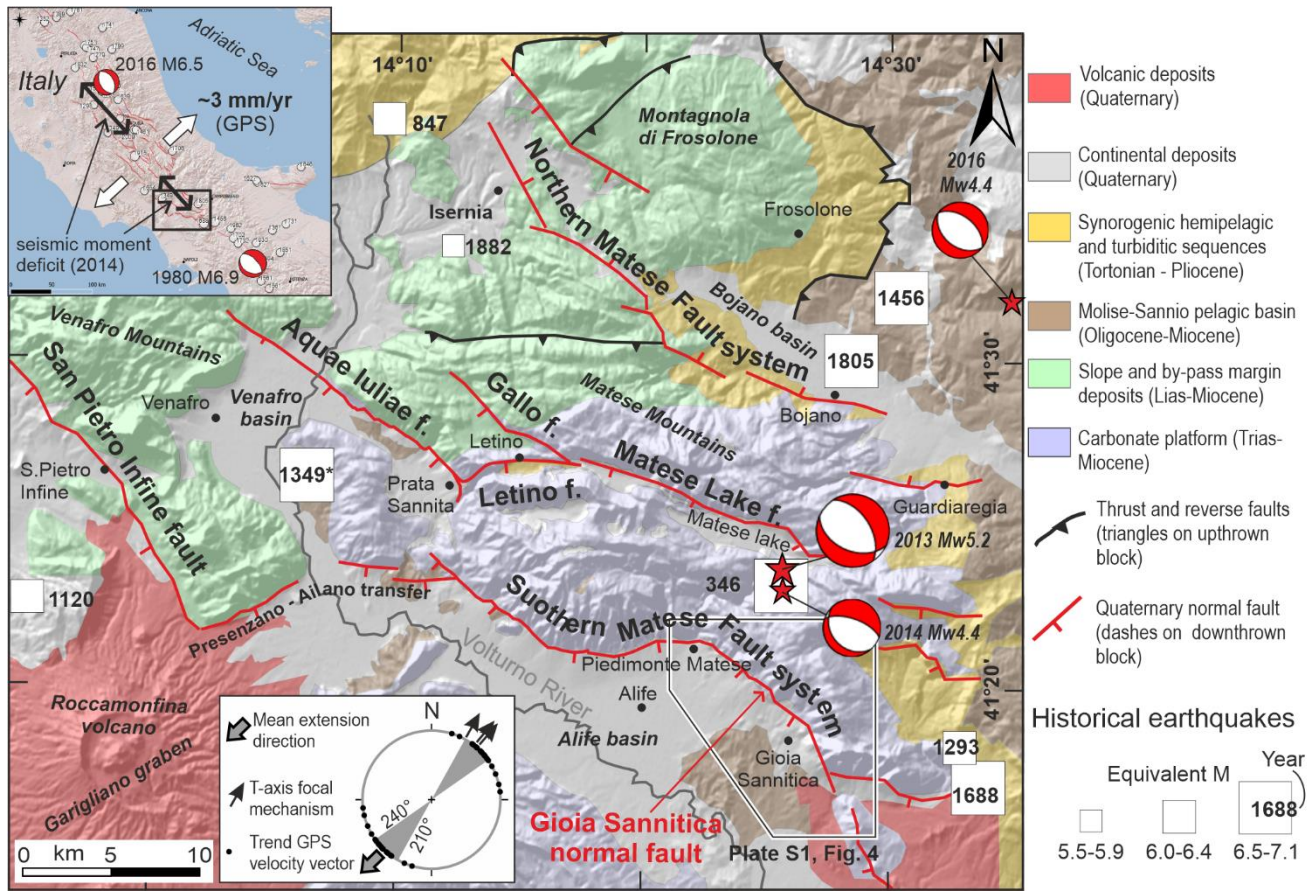 Italy
2016 M6.5
Adriatic Sea
~3 mm/yr
(GPS)
seismic moment
deficit (2014)
1980 M6.9
0 50 100 km
14°10'
14°30'
N
847
Montagnola
di Frosolone
2016
Mw4.4
Isernia
Frosolone
1882
Northern Matese Fault system
1456
Bojano basin
1805
41°30'
Venafro Mountains
Aquae Iuliae f.
San Pietro Infine fault
Venafro
Venafro
basin
Gallo f.
Matese Mountains
Bojano
Letino
S.Pietro
Infine
1349*
Prata
Sannita
Letino f.
Matese Lake f.
Matese lake
Guardiaregia
2013 Mw5.2
346
1120
Presenzano - Ailano transfer
Suothern Matese Fault system
2014 Mw4.4
Piedimonte Matese
Volturno River
41°20'
Alife
Roccamonfina
volcano
Alife basin
Garigliano graben
Gioia
Sannitica
1293
1688
Gioia Sannitica
normal fault
Plate S1, Fig. 4
km
0 5 10
Mean extension
direction
T-axis focal
mechanism
Trend GPS
velocity vector
N
240°
210°
Volcanic deposits
(Quaternary)
Continental deposits
(Quaternary)
Synorogenic hemipelagic
and turbiditic sequences
(Tortonian - Pliocene)
Molise-Sannio pelagic basin
(Oligocene-Miocene)
Slope and by-pass margin
deposits (Lias-Miocene)
Carbonate platform (Trias-
Miocene)
Thrust and reverse faults
(triangles on upthrown
block)
Quaternary normal fault
(dashes on downthrown
block)
Historical earthquakes
Equivalent M
Year
1688
5.5-5.9
6.0-6.4
6.5-7.1